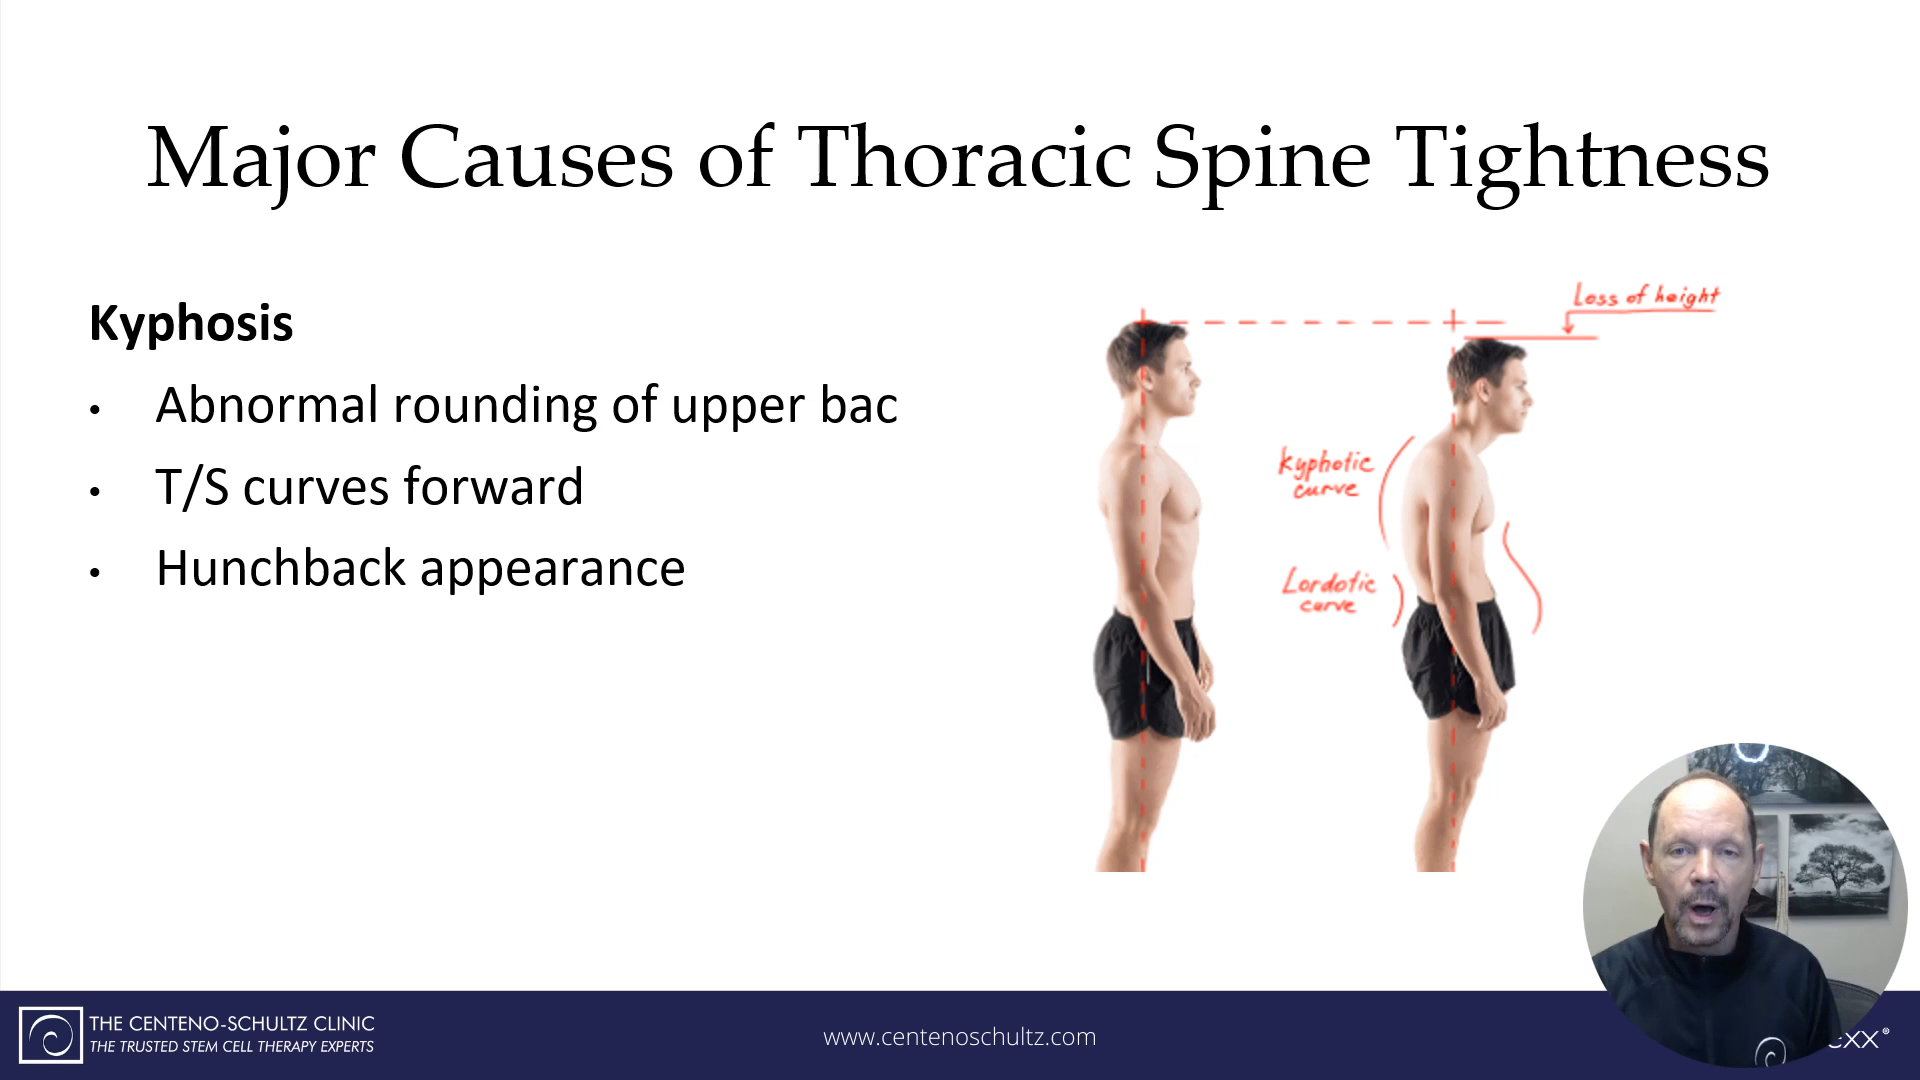 Major Causes of Thoracic Spine Tightness
Kyphosis
• Abnormal rounding of upper bac
• T/S curves forward
• Hunchback appearance
Loss of height
Kyphotic
curve
Lordotic
curve
THE CENTENO-SCHULTZ CLINIC
THE TRUSTED STEM CELL THERAPY EXPERTS
www.centenoschultz.com